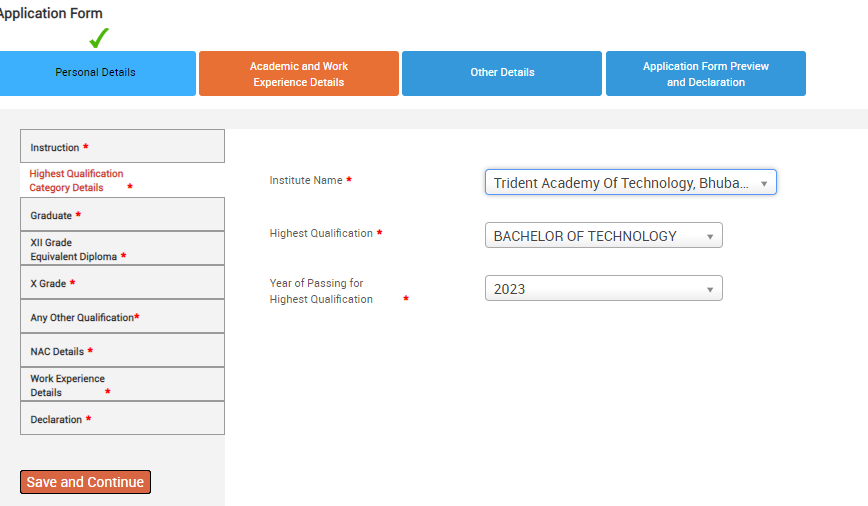 Application Form
Personal Details
Academic and Work
Experience Details
Other Details
Application Form Preview
and Declaration
Instruction *
Highest Qualification
Category Details *
Graduate *
XII Grade
Equivalent Diploma *
X Grade *
Any Other Qualification*
NAC Details *
Work Experience
Details *
Declaration *
Save and Continue
Institute Name *
Trident Academy Of Technology, Bhuba...
Highest Qualification *
BACHELOR OF TECHNOLOGY
Year of Passing for
Highest Qualification *
2023